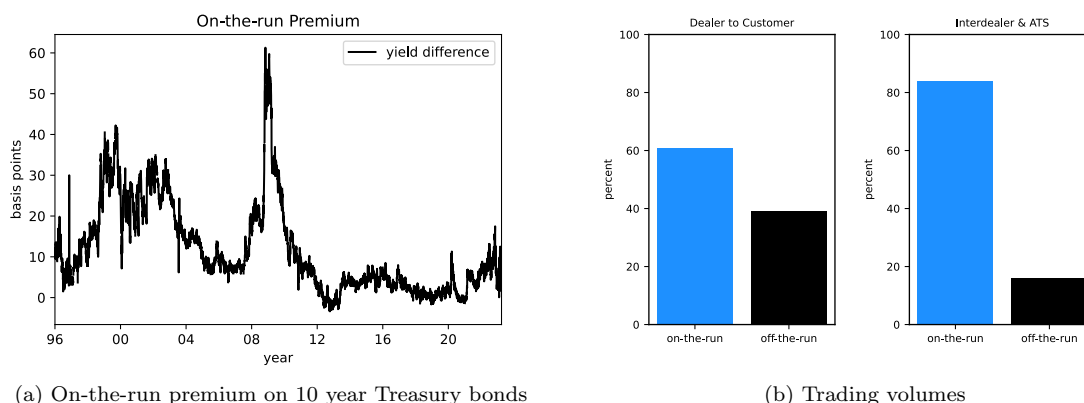 On-the-run Premium
yield difference
60
50
40
30
20
10
0
basis points
96
00
04
08
12
16
20
year
Dealer to Customer
100
80
60
40
20
0
percent
on-the-run
off-the-run
Interdealer & ATS
100
80
60
40
20
0
percent
on-the-run
off-the-run
(a) On-the-run premium on 10 year Treasury bonds
(b) Trading volumes